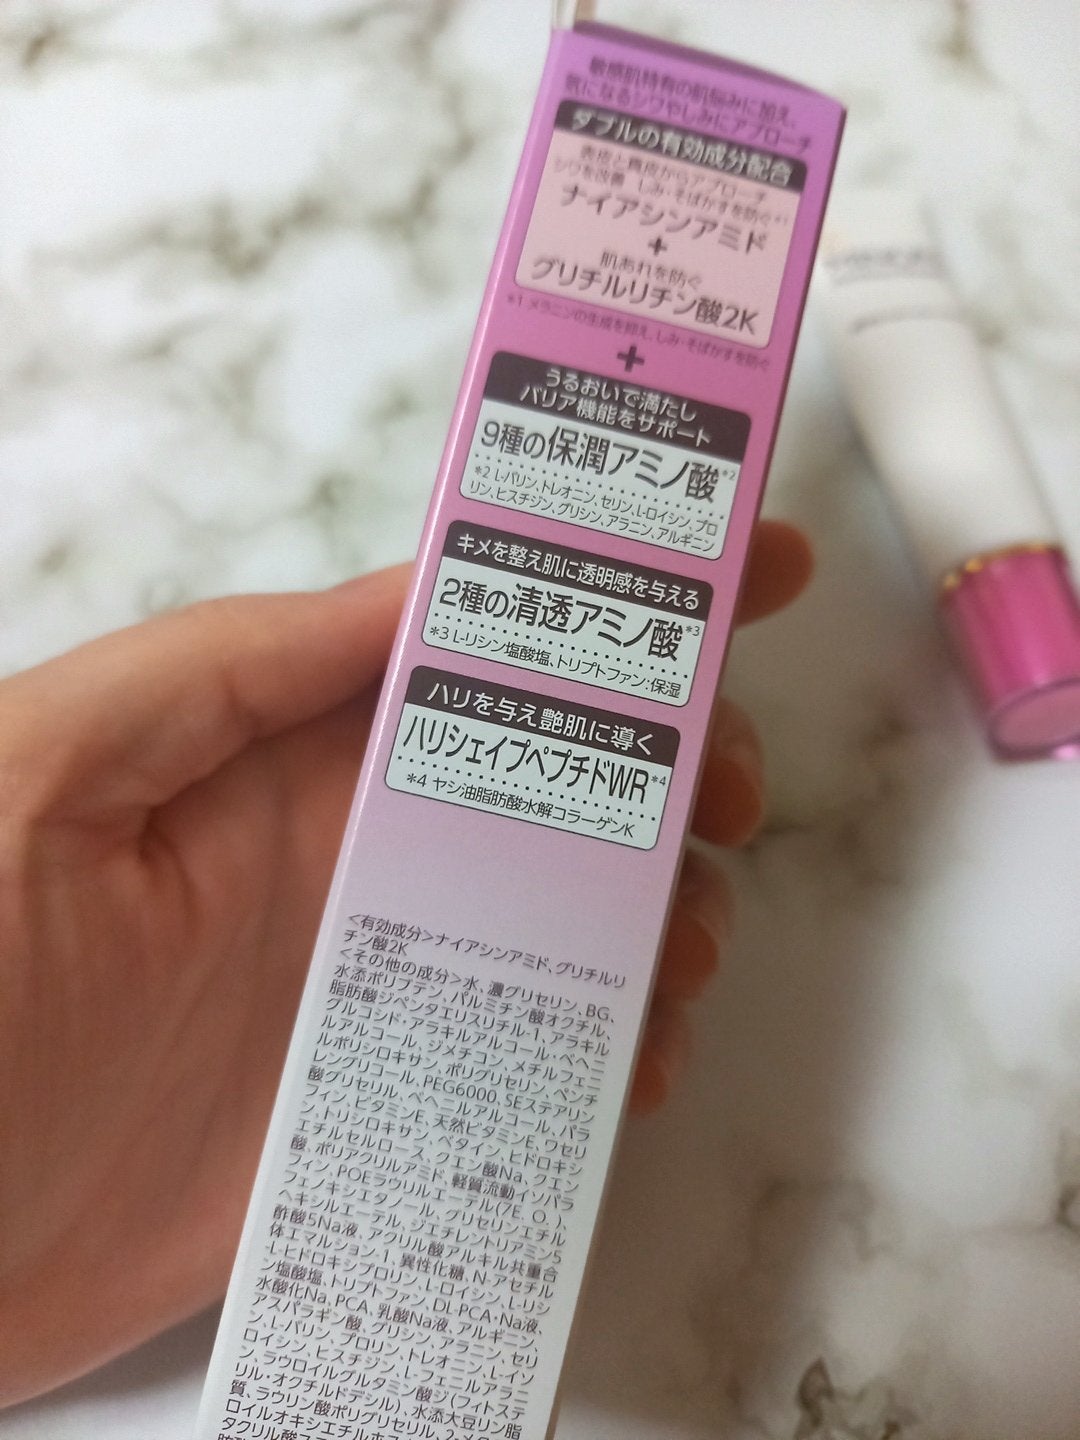 敏感肌特有の肌悩みに加え、
気になるシワやしみにアプローチ
ダブルの有効成分配合
表皮と真皮からアプローチ
シワを改善 しみ・そばかすを防ぐ*1
ナイアシンアミド
+
肌あれを防ぐ
グリチルリチン酸2K
*1 メラニンの生成を抑え、しみ・そばかすを防ぐ
+
うるおいで満たし
バリア機能をサポート
9種の保潤アミノ酸*2
*2 L-バリン、トレオニン、セリン、L-ロイシン、プロ
リン、ヒスチジン、グリシン、アラニン、アルギニン
キメを整え肌に透明感を与える
2種の清透アミノ酸*3
*3 L-リシン塩酸塩、トリプトファン:保湿
ハリを与え艶肌に導く
ハリシェイプペプチドWR*4
*4 ヤシ油脂肪酸水解コラーゲンK
<有効成分>ナイアシンアミド、グリチルリ
チン酸2K
<その他の成分>水、濃グリセリン、BG、
水添ポリブテン、パルミチン酸オクチル、
脂肪酸ジペンタエリスリチル-1、アラキル
グルコシド・アラキルアルコール・ベヘニ
ルアルコール、ジメチコン、メチルフェニ
ルポリシロキサン、ポリグリセリン、ペンチ
レングリコール、PEG6000、SEステアリン
酸グリセリル、ベヘニルアルコール、パラ
フィン、ビタミンE、天然ビタミンE、ワセリ
ン、トリシロキサン、ベタイン、ヒドロキシ
エチルセルロース、クエン酸Na、クエン
酸、ポリアクリルアミド、軽質流動イソパラ
フィン、POEラウリルエーテル(7E. O. )、
フェノキシエタノール、グリセリンエチル
ヘキシルエーテル、ジエチレントリアミン5
酢酸5Na液、アクリル酸アルキル共重合
体エマルション-1、異性化糖、N-アセチル
-L-ヒドロキシプロリン、L-ロイシン、L-リシ
ン塩酸塩、トリプトファン、DL-PCA・Na液、
水酸化Na、PCA、乳酸Na液、アルギニン、
アスパラギン酸、グリシン、アラニン、セリ
ン、L-バリン、プロリン、トレオニン、L-イソ
ロイシン、ヒスチジン、L-フェニルアラニ
ン、ラウロイルグルタミン酸ジ(フィトステ
リル・オクチルドデシル)、水添大豆リン脂
質、ラウリン酸ポリグリセリル、2-メタ
ロイルオキシエチルホス
タクリル酸ス